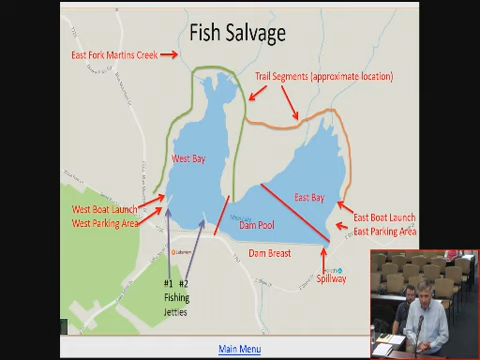 Fish Salvage
East Fork Martins Creek
Trail Segments (approximate location)
West Bay
East Bay
West Boat Launch
West Parking Area
East Boat Launch
East Parking Area
Dam Pool
Dam Breast
Spillway
#1 #2
Fishing
Jetties
Main Menu